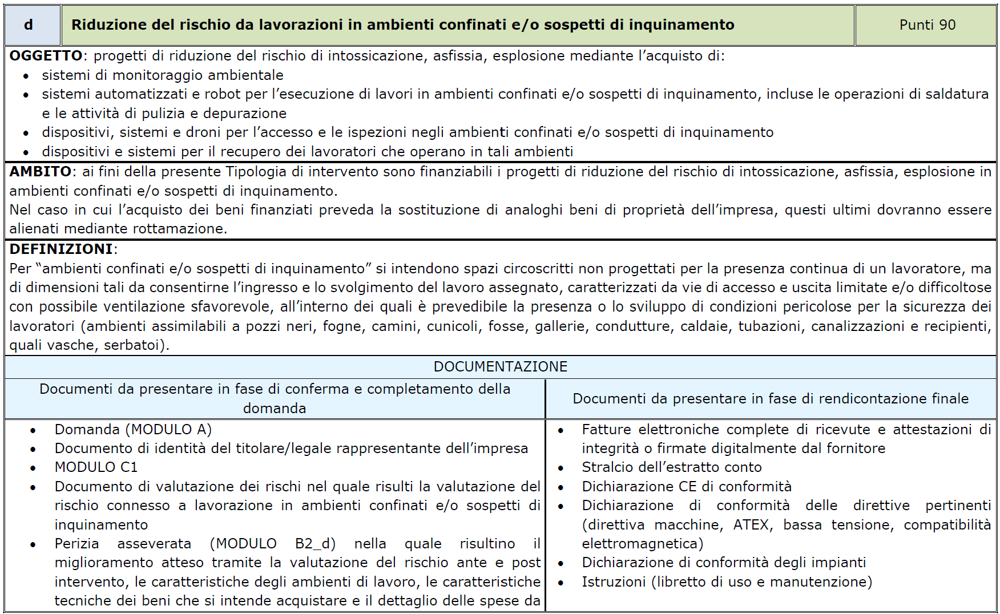 d
Riduzione del rischio da lavorazioni in ambienti confinati e/o sospetti di inquinamento
Punti 90
OGGETTO: progetti di riduzione del rischio di intossicazione, asfissia, esplosione mediante l’acquisto di:
• sistemi di monitoraggio ambientale
• sistemi automatizzati e robot per l’esecuzione di lavori in ambienti confinati e/o sospetti di inquinamento, incluse le operazioni di saldatura
e le attività di pulizia e depurazione
• dispositivi, sistemi e droni per l’accesso e le ispezioni negli ambienti confinati e/o sospetti di inquinamento
• dispositivi e sistemi per il recupero dei lavoratori che operano in tali ambienti
AMBITO: ai fini della presente Tipologia di intervento sono finanziabili i progetti di riduzione del rischio di intossicazione, asfissia, esplosione in
ambienti confinati e/o sospetti di inquinamento.
Nel caso in cui l’acquisto dei beni finanziati preveda la sostituzione di analoghi beni di proprietà dell’impresa, questi ultimi dovranno essere
alienati mediante rottamazione.
DEFINIZIONI:
Per “ambienti confinati e/o sospetti di inquinamento” si intendono spazi circoscritti non progettati per la presenza continua di un lavoratore, ma
di dimensioni tali da consentirne l’ingresso e lo svolgimento del lavoro assegnato, caratterizzati da vie di accesso e uscita limitate e/o difficoltose
con possibile ventilazione sfavorevole, all’interno dei quali è prevedibile la presenza o lo sviluppo di condizioni pericolose per la sicurezza dei
lavoratori (ambienti assimilabili a pozzi neri, fogne, camini, cunicoli, fosse, gallerie, condutture, caldaie, tubazioni, canalizzazioni e recipienti,
quali vasche, serbatoi).
DOCUMENTAZIONE
Documenti da presentare in fase di conferma e completamento della
domanda
• Domanda (MODULO A)
• Documento di identità del titolare/legale rappresentante dell’impresa
• MODULO C1
• Documento di valutazione dei rischi nel quale risulti la valutazione del
rischio connesso a lavorazione in ambienti confinati e/o sospetti di
inquinamento
• Perizia asseverata (MODULO B2_d) nella quale risultino il
miglioramento atteso tramite la valutazione del rischio ante e post
intervento, le caratteristiche degli ambienti di lavoro, le caratteristiche
tecniche dei beni che si intende acquistare e il dettaglio delle spese da
Documenti da presentare in fase di rendicontazione finale
• Fatture elettroniche complete di ricevute e attestazioni di
integrità o firmate digitalmente dal fornitore
• Stralcio dell’estratto conto
• Dichiarazione CE di conformità
• Dichiarazione di conformità delle direttive pertinenti
(direttiva macchine, ATEX, bassa tensione, compatibilità
elettromagnetica)
• Dichiarazione di conformità degli impianti
• Istruzioni (libretto di uso e manutenzione)